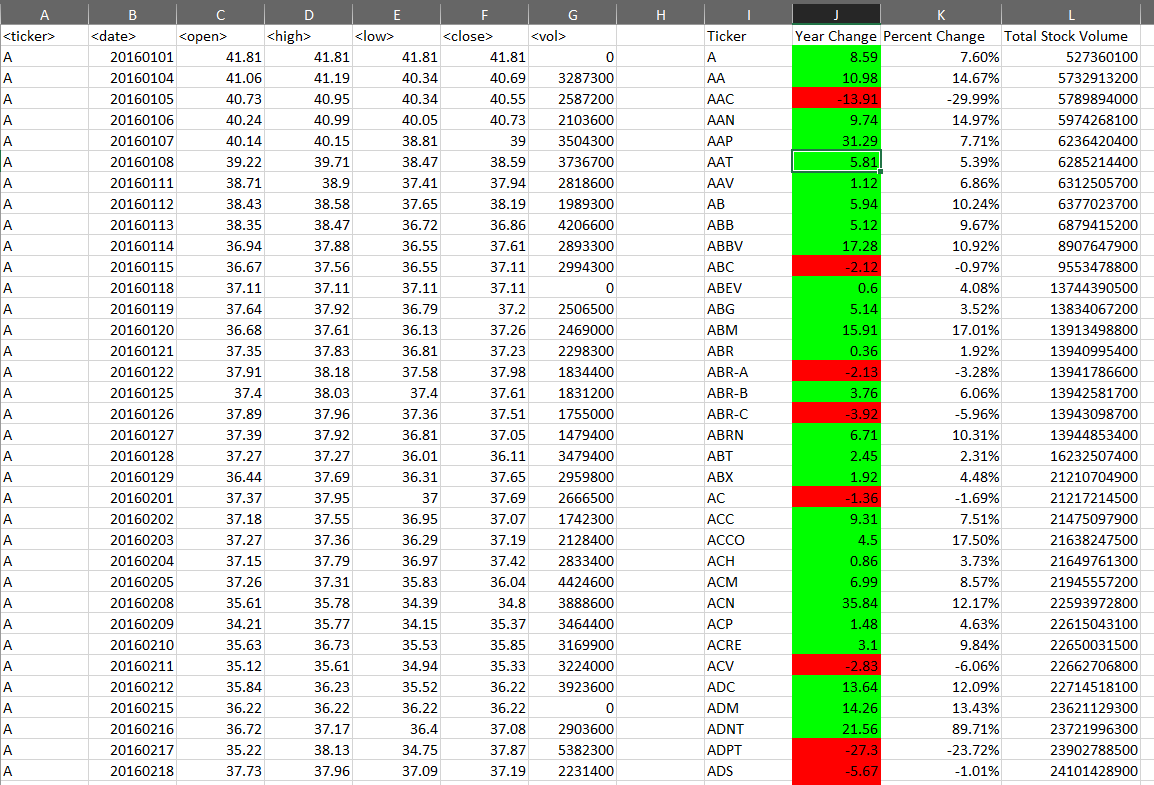 A B C D E F G H I J K L
<ticker> <date> <open> <high> <low> <close> <vol> Ticker Year Change Percent Change Total Stock Volume
A 20160101 41.81 41.81 41.81 41.81 0 A 8.59 7.60% 527360100
A 20160104 41.06 41.19 40.34 40.69 3287300 AA 10.98 14.67% 5732913200
A 20160105 40.73 40.95 40.34 40.55 2587200 AAC -13.91 -29.99% 5789894000
A 20160106 40.24 40.99 40.05 40.73 2103600 AAN 9.74 14.97% 5974268100
A 20160107 40.14 40.15 38.81 39 3504300 AAP 31.29 7.71% 6236420400
A 20160108 39.22 39.71 38.47 38.59 3736700 AAT 5.81 5.39% 6285214400
A 20160111 38.71 38.9 37.41 37.94 2818600 AAV 1.12 6.86% 6312505700
A 20160112 38.43 38.58 37.65 38.19 1989300 AB 5.94 10.24% 6377023700
A 20160113 38.35 38.47 36.72 36.86 4206600 ABB 5.12 9.67% 6879415200
A 20160114 36.94 37.88 36.55 37.61 2893300 ABBV 17.28 10.92% 8907647900
A 20160115 36.67 37.56 36.55 37.11 2994300 ABC -2.12 -0.97% 9553478800
A 20160118 37.11 37.11 37.11 37.11 0 ABEV 0.6 4.08% 13744390500
A 20160119 37.64 37.92 36.79 37.2 2506500 ABG 5.14 3.52% 13834067200
A 20160120 36.68 37.61 36.13 37.26 2469000 ABM 15.91 17.01% 13913498800
A 20160121 37.35 37.83 36.81 37.23 2298300 ABR 0.36 1.92% 13940995400
A 20160122 37.91 38.18 37.58 37.98 1834400 ABR-A -2.13 -3.28% 13941786600
A 20160125 37.4 38.03 37.4 37.61 1831200 ABR-B 3.76 6.06% 13942581700
A 20160126 37.89 37.96 37.36 37.51 1755000 ABR-C -3.92 -5.96% 13943098700
A 20160127 37.39 37.92 36.81 37.05 1479400 ABRN 6.71 10.31% 13944853400
A 20160128 37.27 37.27 36.01 36.11 3479400 ABT 2.45 2.31% 16232507400
A 20160129 36.44 37.69 36.31 37.65 2959800 ABX 1.92 4.48% 21210704900
A 20160201 37.37 37.95 37 37.69 2666500 AC -1.36 -1.69% 21217214500
A 20160202 37.18 37.55 36.95 37.07 1742300 ACC 9.31 7.51% 21475097900
A 20160203 37.27 37.36 36.29 37.19 2128400 ACCO 4.5 17.50% 21638247500
A 20160204 37.15 37.79 36.97 37.42 2833400 ACH 0.86 3.73% 21649761300
A 20160205 37.26 37.31 35.83 36.04 4424600 ACM 6.99 8.57% 21945557200
A 20160208 35.61 35.78 34.39 34.8 3888600 ACN 35.84 12.17% 22593972800
A 20160209 34.21 35.77 34.15 35.37 3464400 ACP 1.48 4.63% 22615043100
A 20160210 35.63 36.73 35.53 35.85 3169900 ACRE 3.1 9.84% 22650031500
A 20160211 35.12 35.61 34.94 35.33 3224000 ACV -2.83 -6.06% 22662706800
A 20160212 35.84 36.23 35.52 36.22 3923600 ADC 13.64 12.09% 22714518100
A 20160215 36.22 36.22 36.22 36.22 0 ADM 14.26 13.43% 23621129300
A 20160216 36.72 37.17 36.4 37.08 2903600 ADNT 21.56 89.71% 23721996300
A 20160217 35.22 38.13 34.75 37.87 5382300 ADPT -27.3 -23.72% 23902788500
A 20160218 37.73 37.96 37.09 37.19 2231400 ADS -5.67 -1.01% 24101428900